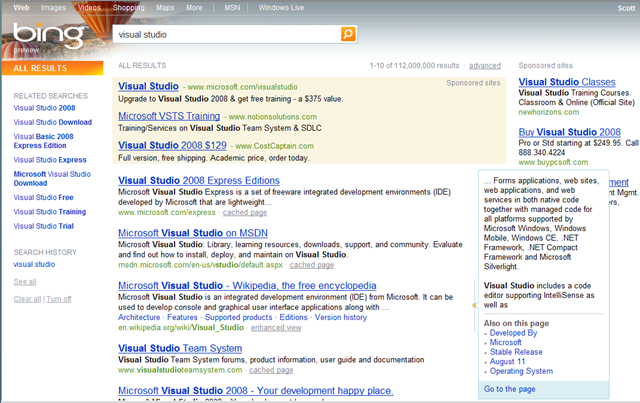 Web Images Videos Shopping Maps More | MSN | Windows Live
Scott
bing
preview
visual studio
ALL RESULTS
RELATED SEARCHES
Visual Studio 2008
Visual Studio Download
Visual Basic 2008
Express Edition
Visual Studio Express
Microsoft Visual Studio
Download
Visual Studio Free
Visual Studio Training
Visual Studio Trial
SEARCH HISTORY
visual studio
See all
Clear all | Turn off
ALL RESULTS
1-10 of 112,000,000 results · advanced
Visual Studio - www.microsoft.com/visualstudio
Sponsored sites
Upgrade to Visual Studio 2008 & get free training - a $375 value.
Microsoft VSTS Training - www.notionsolutions.com
Training/Services on Visual Studio Team System & SDLC
Visual Studio 2008 $129 - www.CostCaptain.com
Full version, free shipping. Academic price, order today.
Visual Studio 2008 Express Editions
Microsoft Visual Studio Express is a set of freeware integrated development environments (IDE)
developed by Microsoft that are lightweight...
www.microsoft.com/express · cached page
Microsoft Visual Studio on MSDN
Microsoft Visual Studio: Library, learning resources, downloads, support, and community. Evaluate
and find out how to install, deploy, and maintain on Visual Studio.
msdn.microsoft.com/en-us/vstudio/default.aspx · cached page
Microsoft Visual Studio - Wikipedia, the free encyclopedia
Microsoft Visual Studio is an integrated development environment (IDE) from Microsoft. It can be
used to develop console and graphical user interface applications along with ...
Architecture · Features · Supported products · Editions · Version history
en.wikipedia.org/wiki/Visual_Studio · enhanced view
Visual Studio Team System
Visual Studio Team System forums, product information, user guide and documentation
www.visualstudioteamsystem.com · cached page
Microsoft Visual Studio 2008 - Your development happy place.
Sponsored sites
Visual Studio Classes
Visual Studio Training Courses.
Classroom & Online (Official Site)
newhorizons.com
Buy Visual Studio 2008
Pro or Std starting at $249.95. Call
888.340.4224
www.buypcsoft.com
... Forms applications, web sites,
web applications, and web
services in both native code
together with managed code for
all platforms supported by
Microsoft Windows, Windows
Mobile, Windows CE, .NET
Framework, .NET Compact
Framework and Microsoft
Silverlight.
Visual Studio includes a code
editor supporting IntelliSense as
well as
Also on this page
Developed By
Microsoft
Stable Release
August 11
Operating System
Go to the page